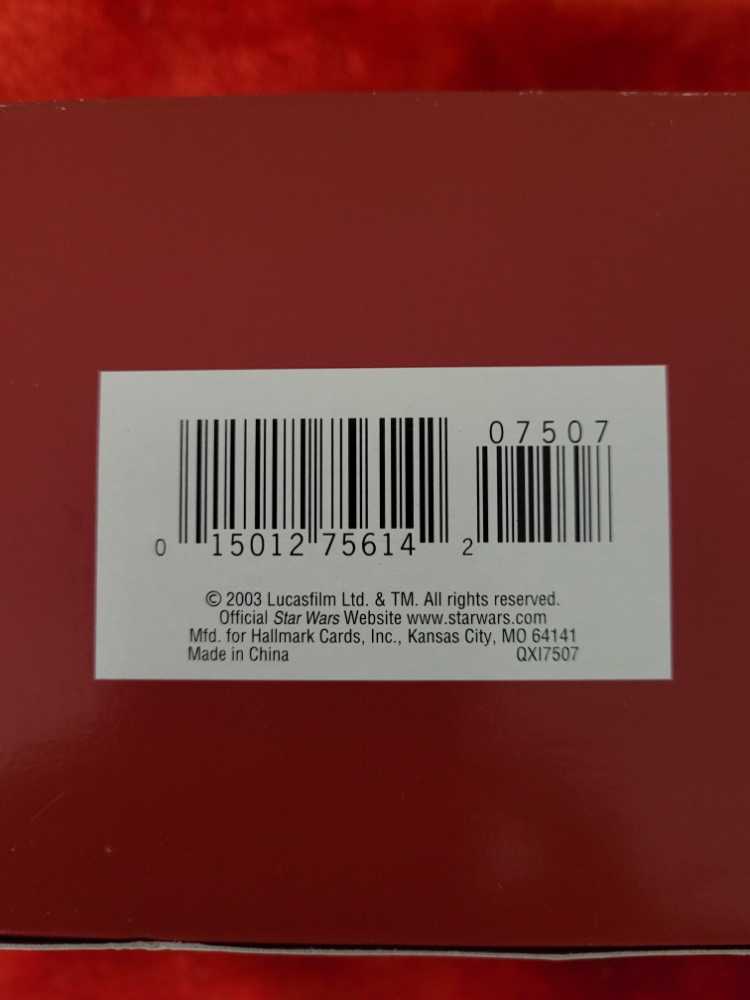 07507
0 15012 75614 2
© 2003 Lucasfilm Ltd. & TM. All rights reserved.
Official Star Wars Website www.starwars.com
Mfd. for Hallmark Cards, Inc., Kansas City, MO 64141
Made in China QXI7507